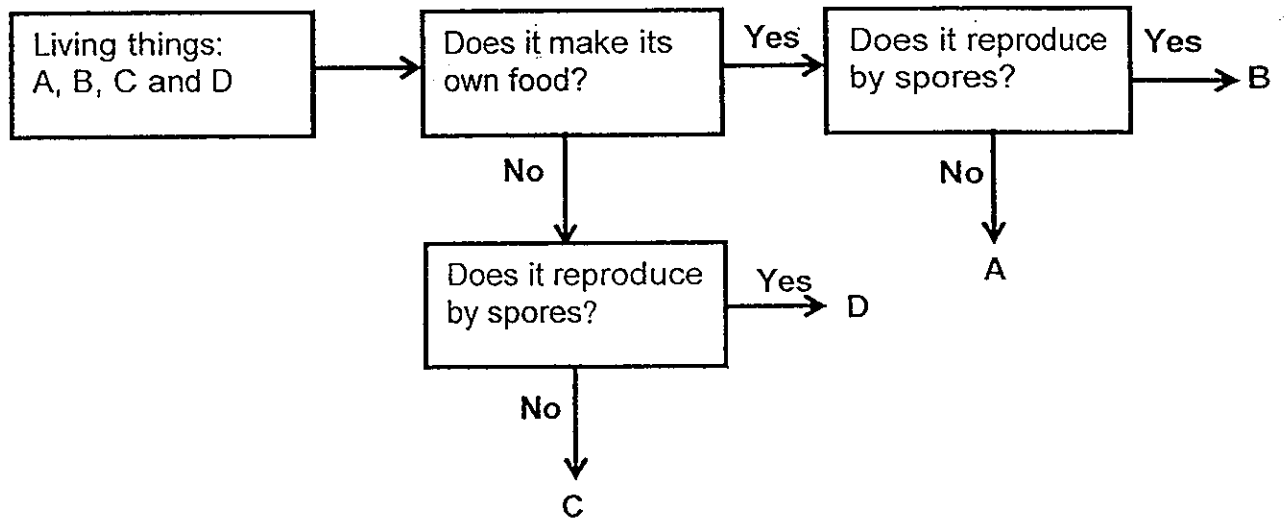 Living things:
A, B, C and D
Does it make its
own food?
Yes
Does it reproduce
by spores?
Yes
B
No
No
A
Does it reproduce
by spores?
Yes
D
No
C